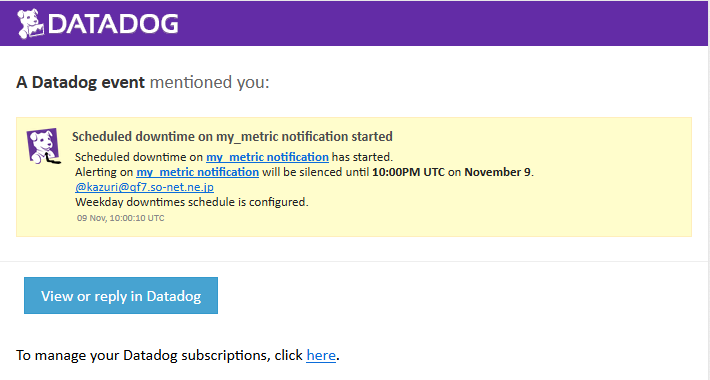 DATADOG
A Datadog event mentioned you:
Scheduled downtime on my_metric notification started
Scheduled downtime on my_metric notification has started.
Alerting on my_metric notification will be silenced until 10:00PM UTC on November 9.
@kazuri@qf7.so-net.ne.jp
Weekday downtimes schedule is configured.
09 Nov, 10:00:10 UTC
View or reply in Datadog
To manage your Datadog subscriptions, click here.